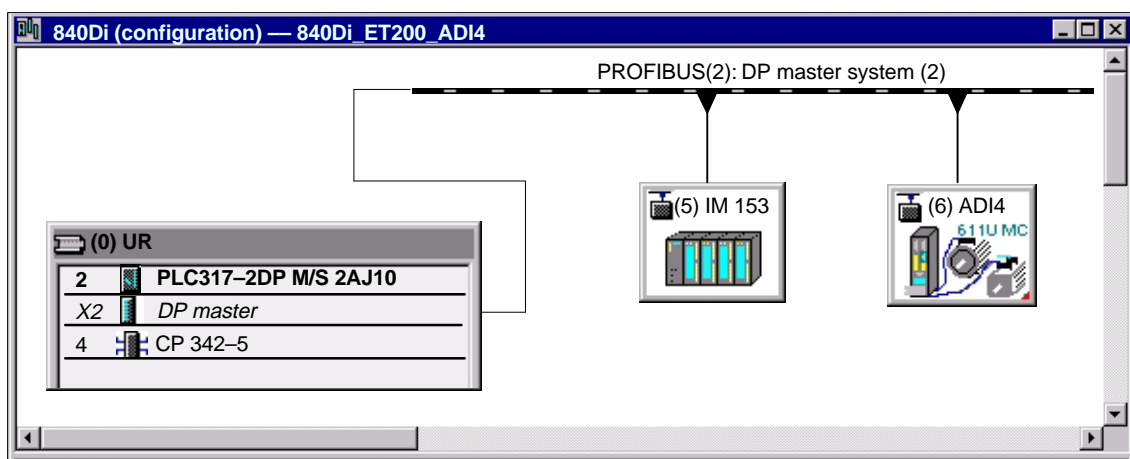 840Di (configuration) — 840Di_ET200_ADI4
PROFIBUS(2): DP master system (2)
(5) IM 153
(6) ADI4
611U MC
(0) UR
2 PLC317–2DP M/S 2AJ10
X2 DP master
4 CP 342–5